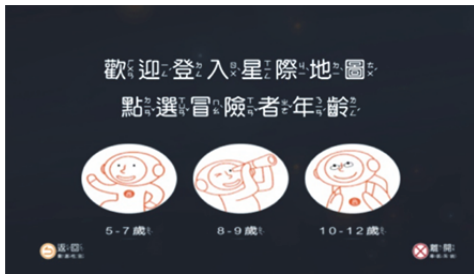 歡迎登入星際地圖
點選冒險者年齡
5-7歲
8-9歲
10-12歲
返回
離開